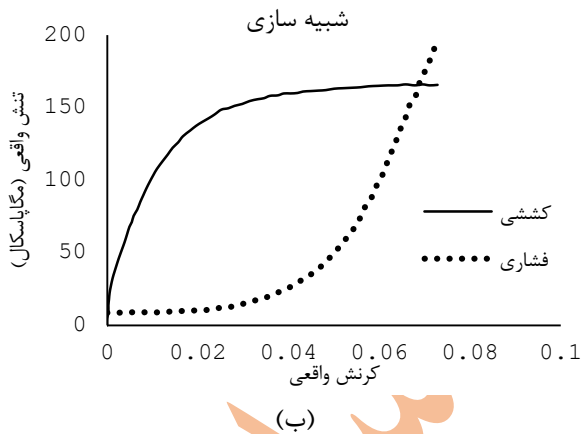 شبیه سازی
200
150
100
50
0
تنش واقعی (مگاپاسکال)
کششی
فشاری
0 0.02 0.04 0.06 0.08 0.1
کرنش واقعی
(ب)